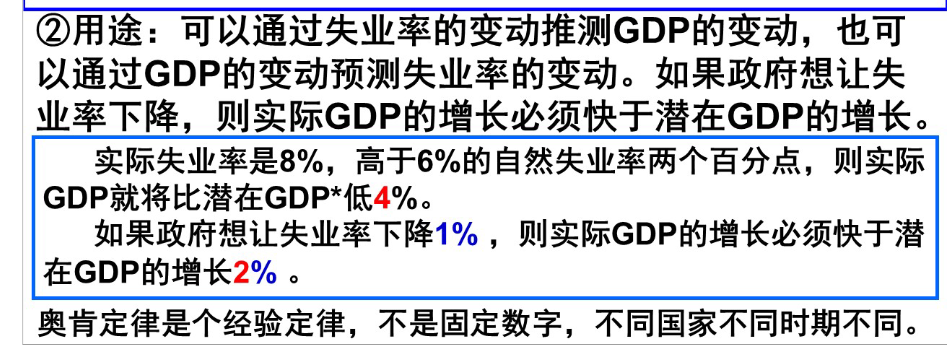 ②用途：可以通过失业率的变动推测GDP的变动，也可
以通过GDP的变动预测失业率的变动。如果政府想让失
业率下降，则实际GDP的增长必须快于潜在GDP的增长。
实际失业率是8%，高于6%的自然失业率两个百分点，则实际
GDP就将比潜在GDP*低4%。
如果政府想让失业率下降1% ，则实际GDP的增长必须快于潜
在GDP的增长2% 。
奥肯定律是个经验定律，不是固定数字，不同国家不同时期不同。